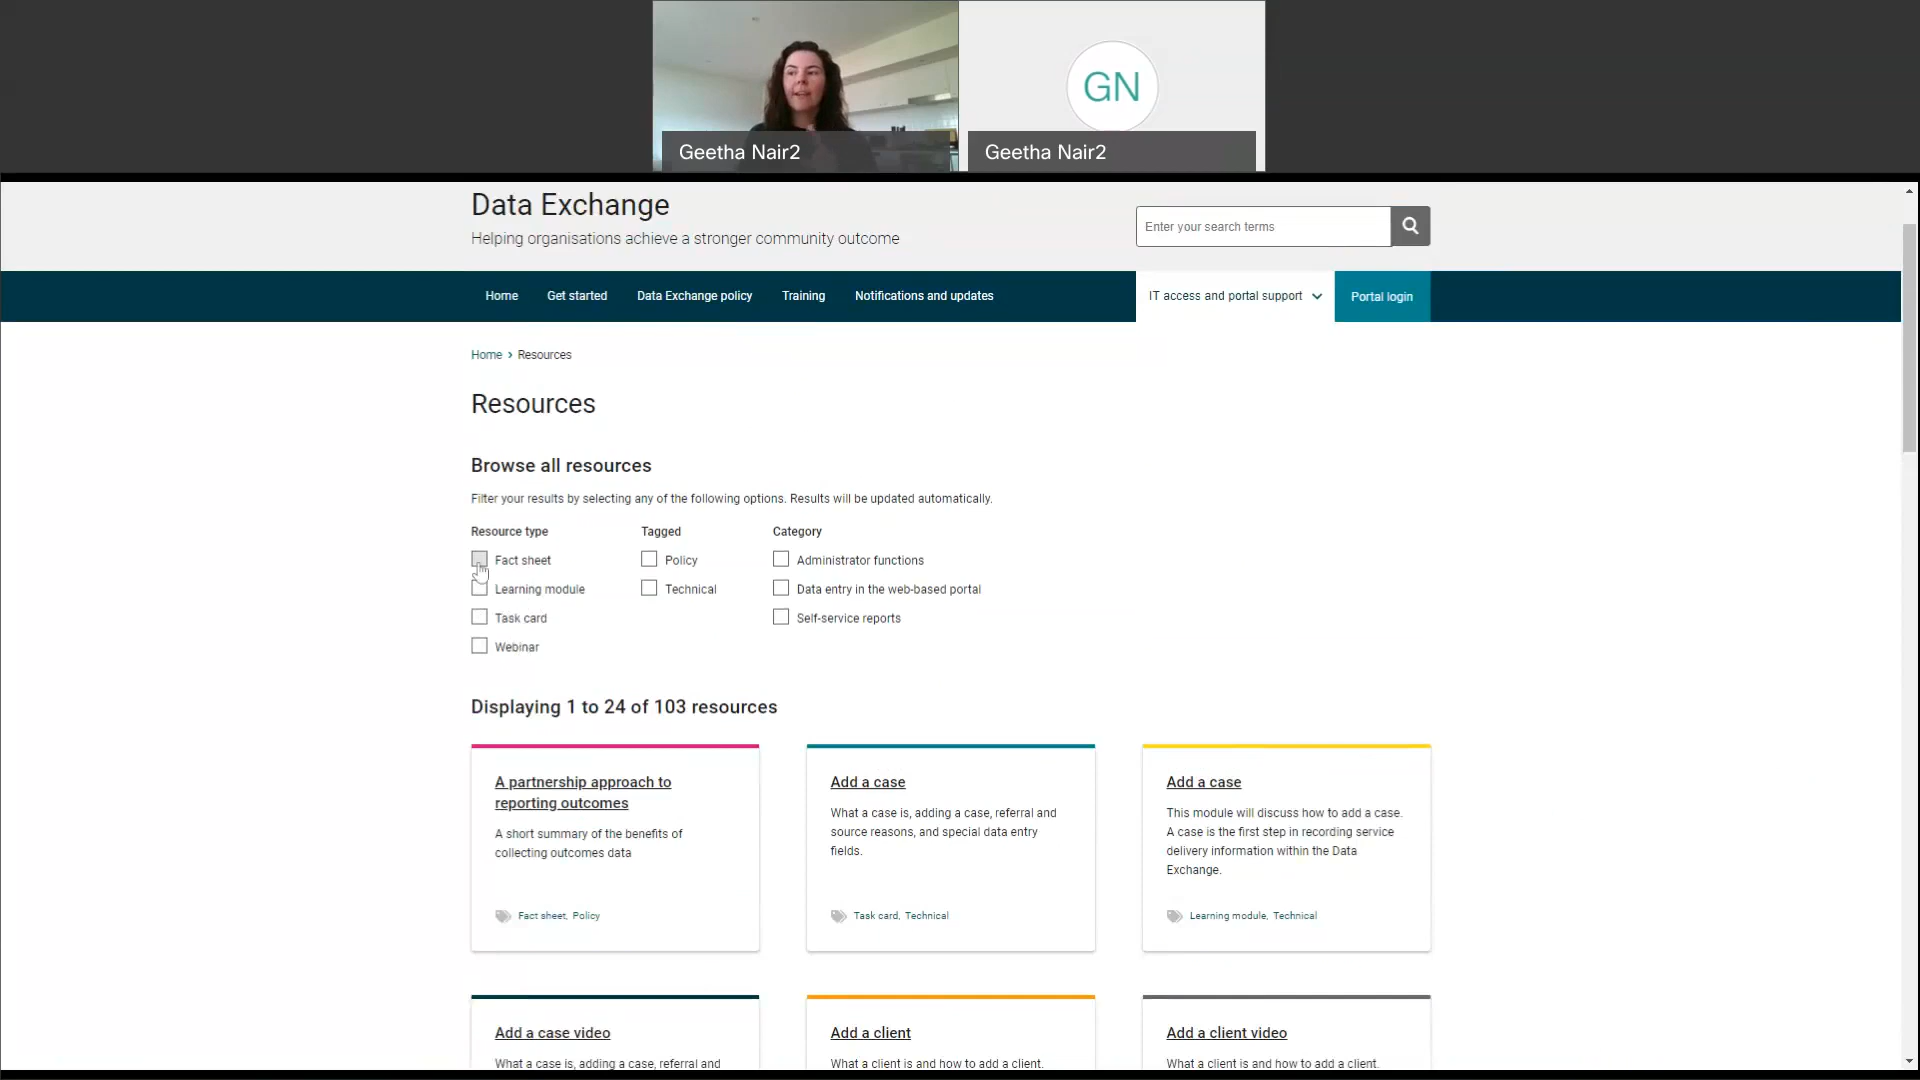 Geetha Nair2
GN
Geetha Nair2
Data Exchange
Helping organisations achieve a stronger community outcome
Enter your search terms
Home
Get started
Data Exchange policy
Training
Notifications and updates
IT access and portal support
Portal login
Home › Resources
Resources
Browse all resources
Filter your results by selecting any of the following options. Results will be updated automatically.
Resource type
Fact sheet
Learning module
Task card
Webinar
Tagged
Policy
Technical
Category
Administrator functions
Data entry in the web-based portal
Self-service reports
Displaying 1 to 24 of 103 resources
A partnership approach to
reporting outcomes
A short summary of the benefits of
collecting outcomes data
Fact sheet, Policy
Add a case
What a case is, adding a case, referral and
source reasons, and special data entry
fields.
Task card, Technical
Add a case
This module will discuss how to add a case.
A case is the first step in recording service
delivery information within the Data
Exchange.
Learning module, Technical
Add a case video
What a case is, adding a case, referral and
Add a client
What a client is and how to add a client.
Add a client video
What a client is and how to add a client.